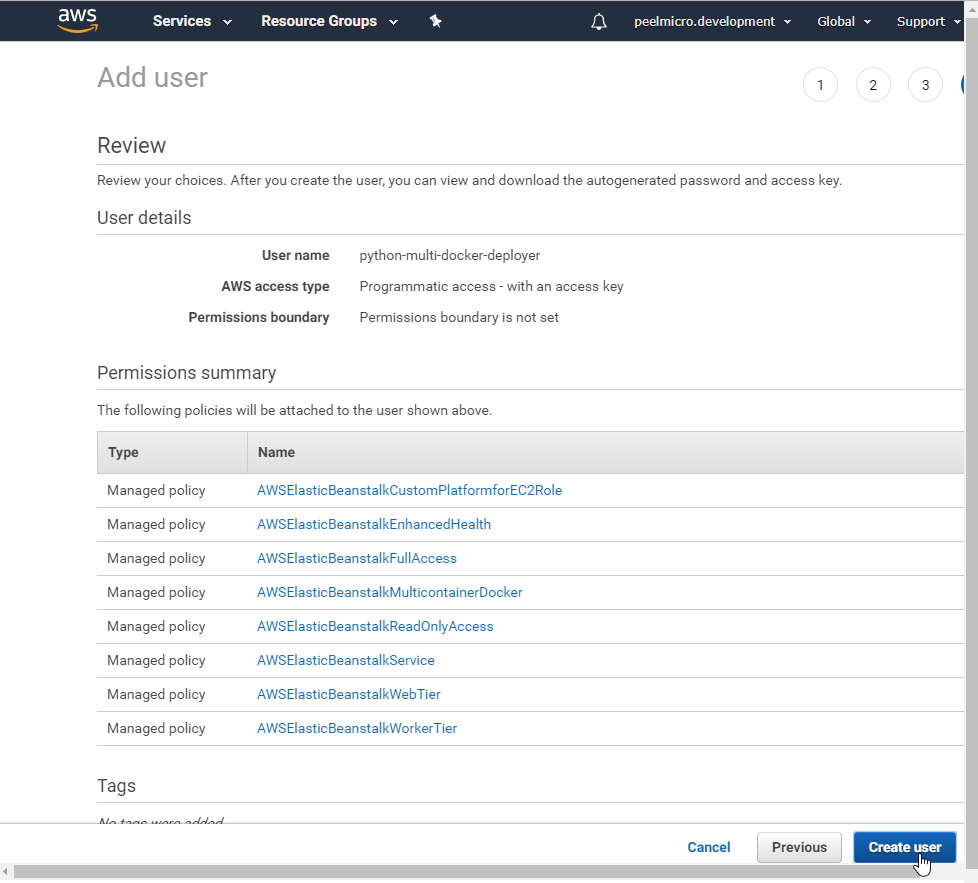 aws Services Resource Groups peelmicro.development Global Support
Add user
1 2 3
Review
Review your choices. After you create the user, you can view and download the autogenerated password and access key.
User details
User name python-multi-docker-deployer
AWS access type Programmatic access - with an access key
Permissions boundary Permissions boundary is not set
Permissions summary
The following policies will be attached to the user shown above.
Type Name
Managed policy AWSElasticBeanstalkCustomPlatformforEC2Role
Managed policy AWSElasticBeanstalkEnhancedHealth
Managed policy AWSElasticBeanstalkFullAccess
Managed policy AWSElasticBeanstalkMulticontainerDocker
Managed policy AWSElasticBeanstalkReadOnlyAccess
Managed policy AWSElasticBeanstalkService
Managed policy AWSElasticBeanstalkWebTier
Managed policy AWSElasticBeanstalkWorkerTier
Tags
No tags were added
Cancel Previous Create user